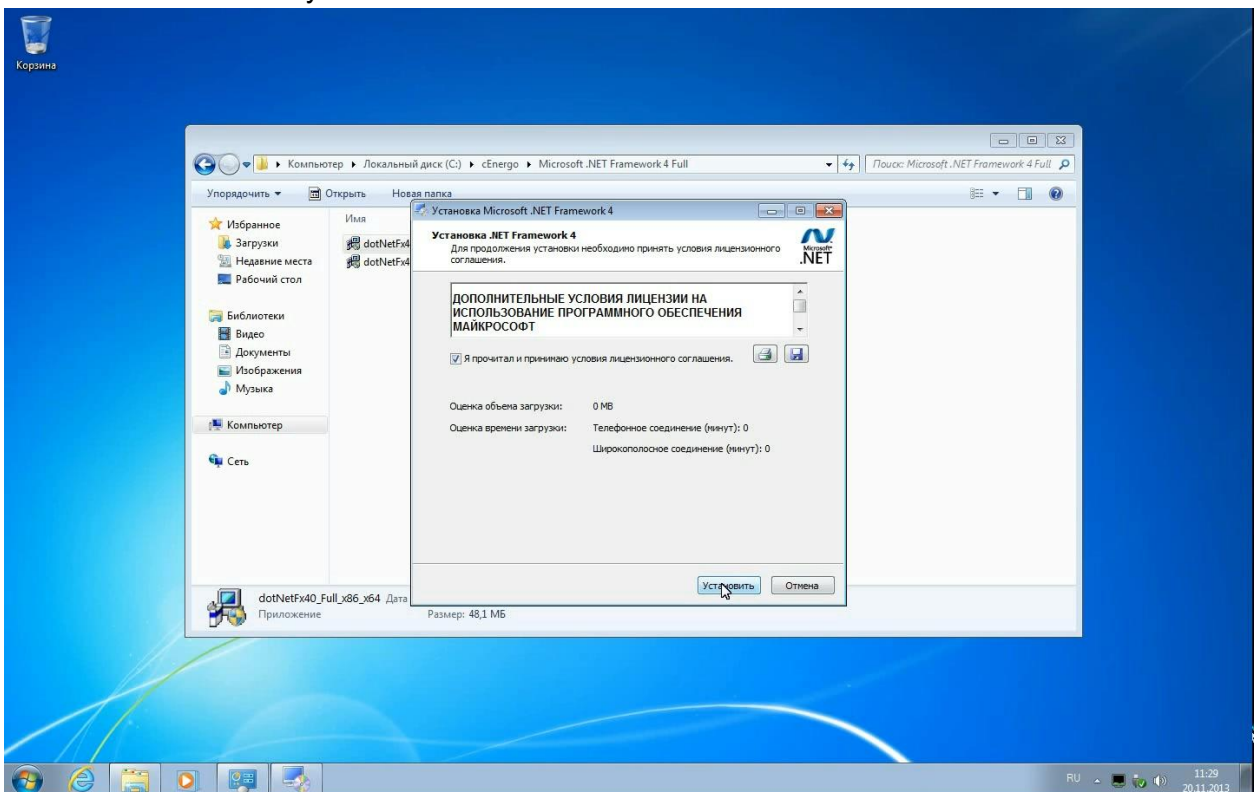 Корзина
Компьютер ▸ Локальный диск (C:) ▸ cEnergo ▸ Microsoft .NET Framework 4 Full
Поиск: Microsoft .NET Framework 4 Full
Упорядочить
Открыть
Новая папка
Избранное
Загрузки
Недавние места
Рабочий стол
Библиотеки
Видео
Документы
Изображения
Музыка
Компьютер
Сеть
Имя
dotNetFx4
dotNetFx4
Установка Microsoft .NET Framework 4
Установка .NET Framework 4
Для продолжения установки необходимо принять условия лицензионного
соглашения.
Microsoft
.NET
ДОПОЛНИТЕЛЬНЫЕ УСЛОВИЯ ЛИЦЕНЗИИ НА
ИСПОЛЬЗОВАНИЕ ПРОГРАММНОГО ОБЕСПЕЧЕНИЯ
МАЙКРОСОФТ
Я прочитал и принимаю условия лицензионного соглашения.
Оценка объема загрузки: 0 MB
Оценка времени загрузки: Телефонное соединение (минут): 0
Широкополосное соединение (минут): 0
Установить
Отмена
dotNetFx40_Full_x86_x64 Дата
Приложение
Размер: 48,1 МБ
RU
11:29
20.11.2013